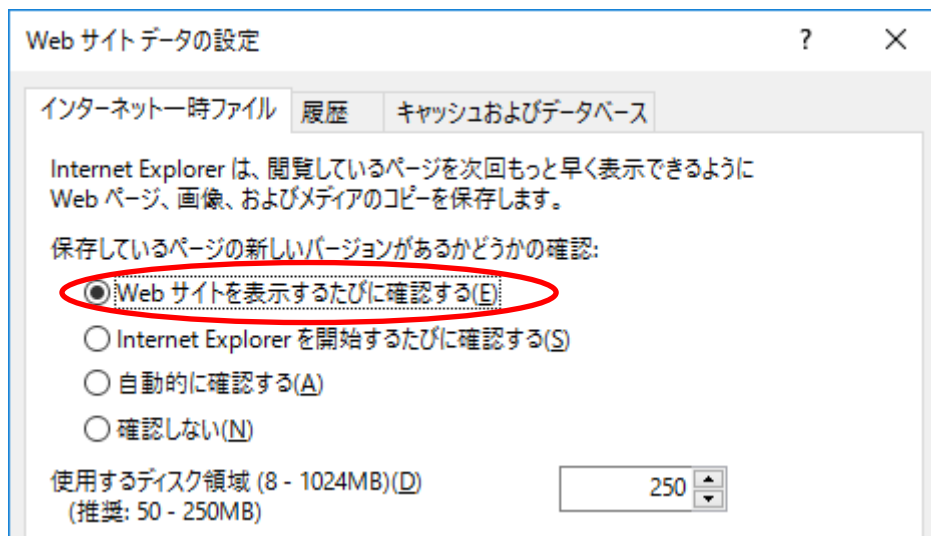 Web サイト データの設定 ?
インターネット一時ファイル 履歴 キャッシュおよびデータベース
Internet Explorer は、閲覧しているページを次回もっと早く表示できるように
Web ページ、画像、およびメディアのコピーを保存します。
保存しているページの新しいバージョンがあるかどうかの確認:
Web サイトを表示するたびに確認する(E)
Internet Explorer を開始するたびに確認する(S)
自動的に確認する(A)
確認しない(N)
使用するディスク領域 (8 - 1024MB)(D) 250
(推奨: 50 - 250MB)